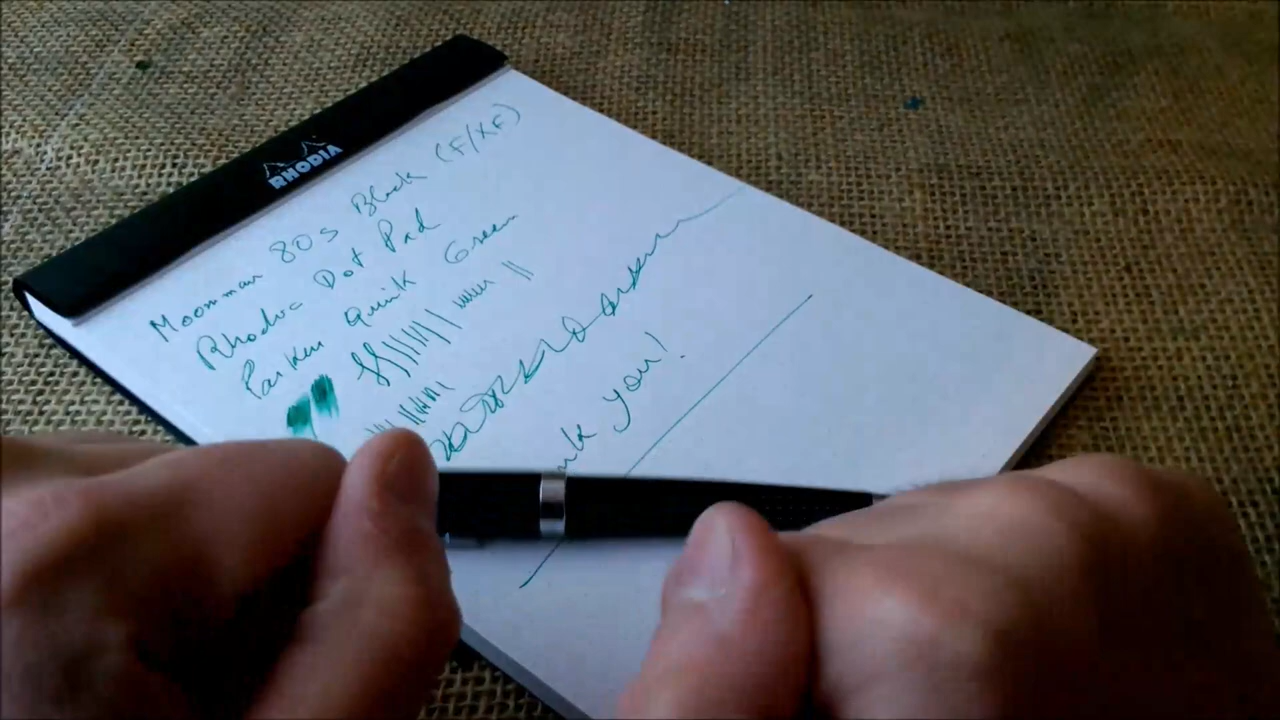 RHODIA
Moonman 80s Black (F/XF)
Rhodia Dot Pad
Parker Quink Green
you!